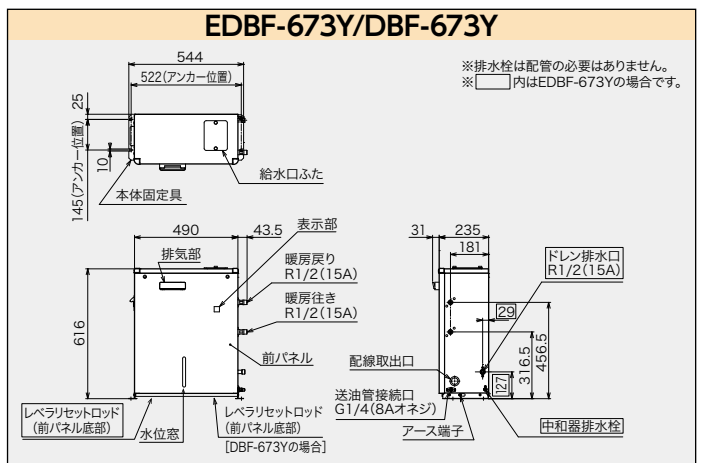 EDBF-673Y/DBF-673Y
544
522(アンカー位置)
※排水栓は配管の必要はありません。
※ 内はEDBF-673Yの場合です。
25
145(アンカー位置)
10
給水口ふた
本体固定具
490
43.5
表示部
排気部
暖房戻り
R1/2(15A)
暖房往き
R1/2(15A)
616
前パネル
レベラリセットロッド
(前パネル底部)
水位窓
レベラリセットロッド
(前パネル底部)
[DBF-673Yの場合]
31
235
181
ドレン排水口
R1/2(15A)
29
316.5
456.5
127
配線取出口
送油管接続口
G1/4(8Aオネジ)
アース端子
中和器排水栓